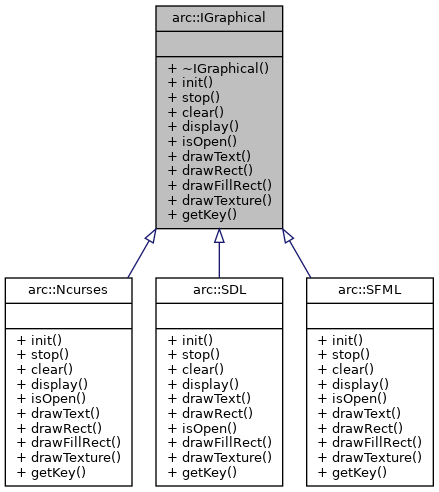 arc::IGraphical
+ ~IGraphical()
+ init()
+ stop()
+ clear()
+ display()
+ isOpen()
+ drawText()
+ drawRect()
+ drawFillRect()
+ drawTexture()
+ getKey()
arc::Ncurses
+ init()
+ stop()
+ clear()
+ display()
+ isOpen()
+ drawText()
+ drawRect()
+ drawFillRect()
+ drawTexture()
+ getKey()
arc::SDL
+ init()
+ stop()
+ clear()
+ display()
+ drawText()
+ drawRect()
+ isOpen()
+ drawFillRect()
+ drawTexture()
+ getKey()
arc::SFML
+ init()
+ stop()
+ clear()
+ display()
+ isOpen()
+ drawText()
+ drawRect()
+ drawFillRect()
+ drawTexture()
+ getKey()